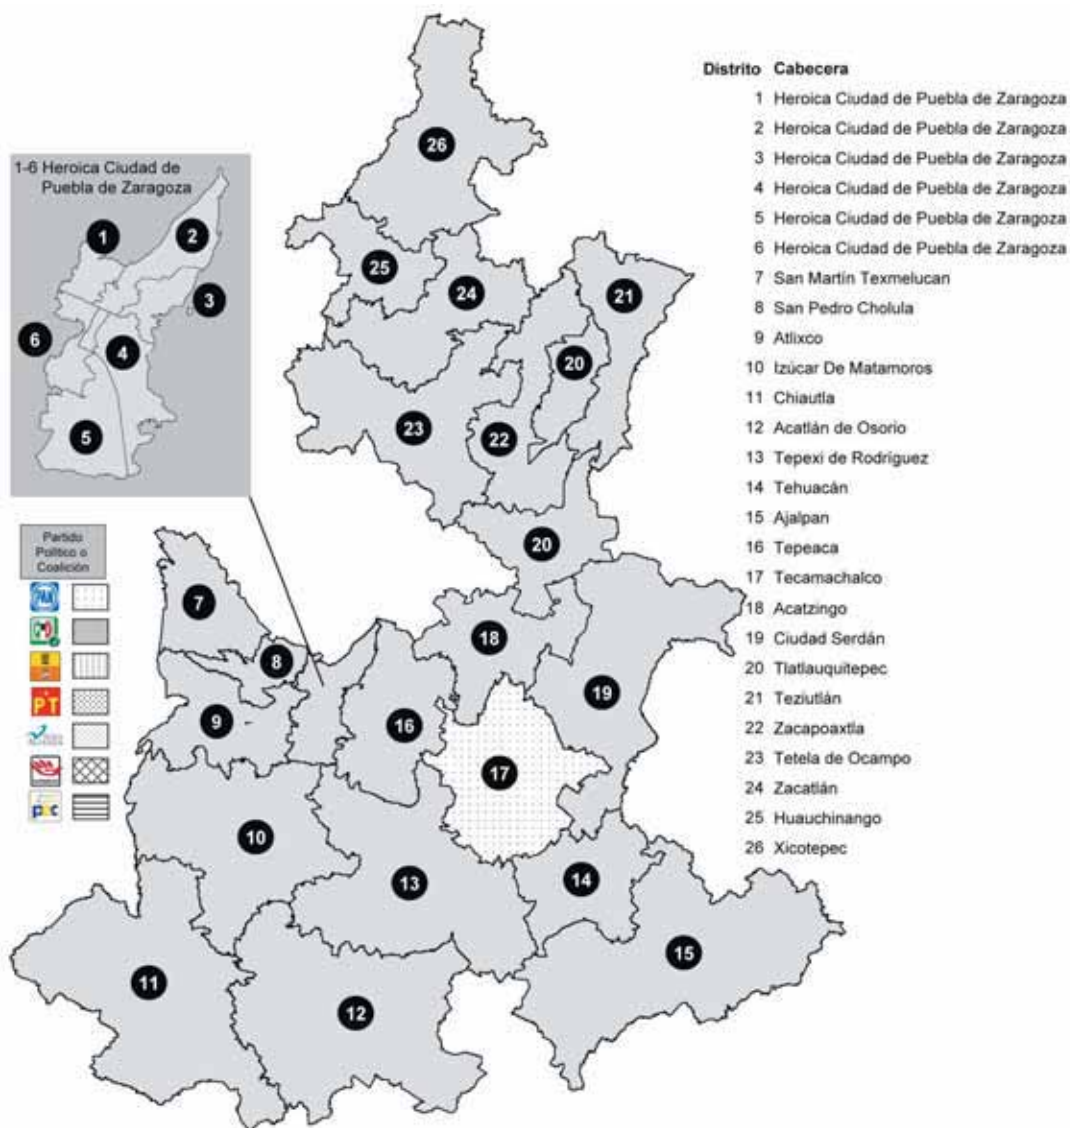 Distrito Cabecera
1 Heroica Ciudad de Puebla de Zaragoza
2 Heroica Ciudad de Puebla de Zaragoza
3 Heroica Ciudad de Puebla de Zaragoza
4 Heroica Ciudad de Puebla de Zaragoza
5 Heroica Ciudad de Puebla de Zaragoza
6 Heroica Ciudad de Puebla de Zaragoza
7 San Martín Texmelucan
8 San Pedro Cholula
9 Atlixco
10 Izúcar De Matamoros
11 Chiautla
12 Acatlán de Osorio
13 Tepexi de Rodríguez
14 Tehuacán
15 Ajalpan
16 Tepeaca
17 Tecamachalco
18 Acatzingo
19 Ciudad Serdán
20 Tlatlauquitepec
21 Teziutlán
22 Zacapoaxtla
23 Tetela de Ocampo
24 Zacatlán
25 Huauchinango
26 Xicotepec
1-6 Heroica Ciudad de
Puebla de Zaragoza
1
2
3
4
6
5
26
25
24
21
20
23
22
20
7
8
18
19
9
16
17
10
13
14
15
11
12
Partido
Político o
Coalición
PAN
PRI
PT